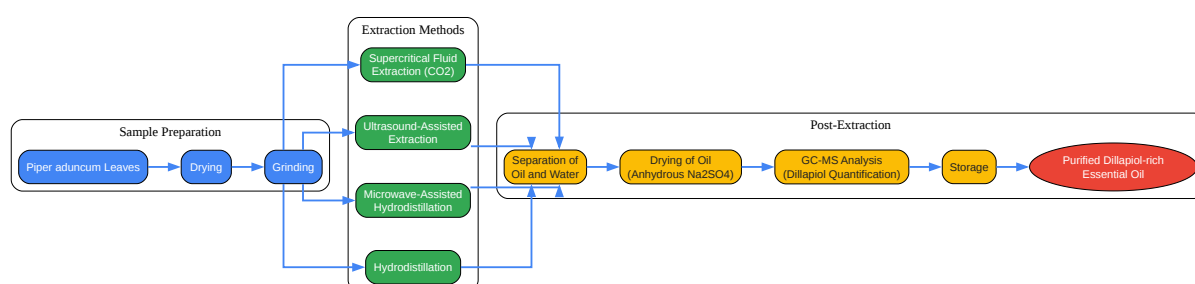 Extraction Methods
Supercritical Fluid
Extraction (CO2)
Ultrasound-Assisted
Extraction
Microwave-Assisted
Hydrodistillation
Hydrodistillation
Sample Preparation
Piper aduncum Leaves
Drying
Grinding
Post-Extraction
Separation of
Oil and Water
Drying of Oil
(Anhydrous Na2SO4)
GC-MS Analysis
(Dillapiol Quantification)
Storage
Purified Dillapiol-rich
Essential Oil